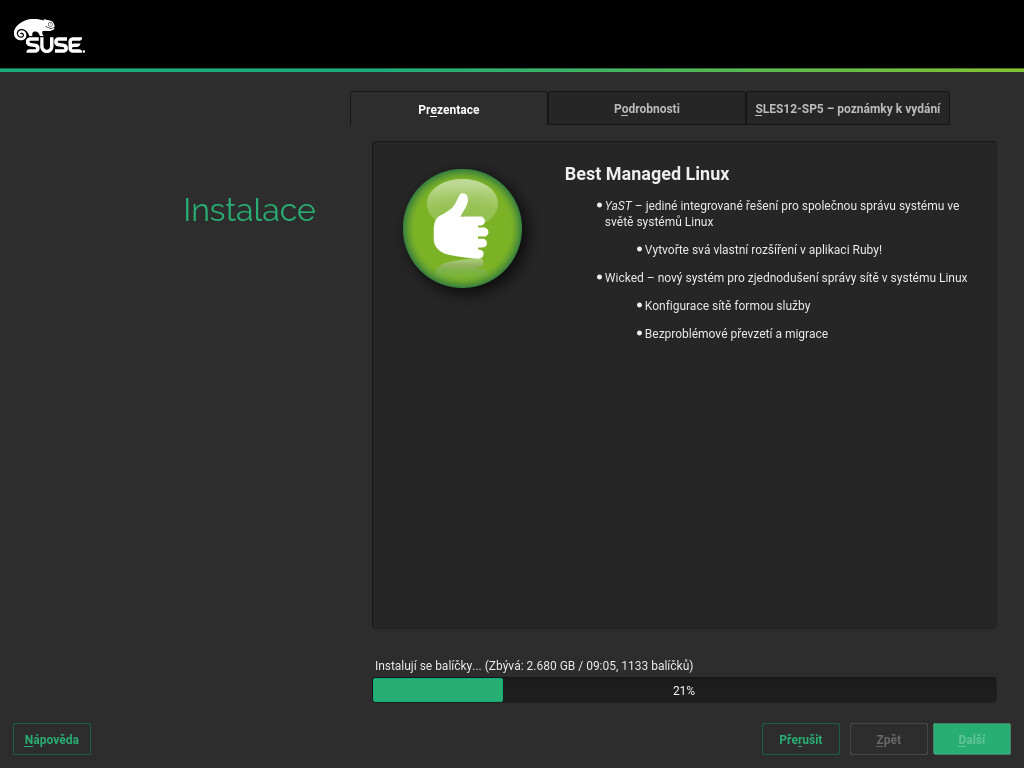 SUSE.
Prezentace
Podrobnosti
SLES12-SP5 – poznámky k vydání
Instalace
Best Managed Linux
• YaST – jediné integrované řešení pro společnou správu systému ve
světě systémů Linux
• Vytvořte svá vlastní rozšíření v aplikaci Ruby!
• Wicked – nový systém pro zjednodušení správy sítě v systému Linux
• Konfigurace sítě formou služby
• Bezproblémové převzetí a migrace
Instalují se balíčky... (Zbývá: 2.680 GB / 09:05, 1133 balíčků)
21%
Nápověda
Přerušit
Zpět
Další